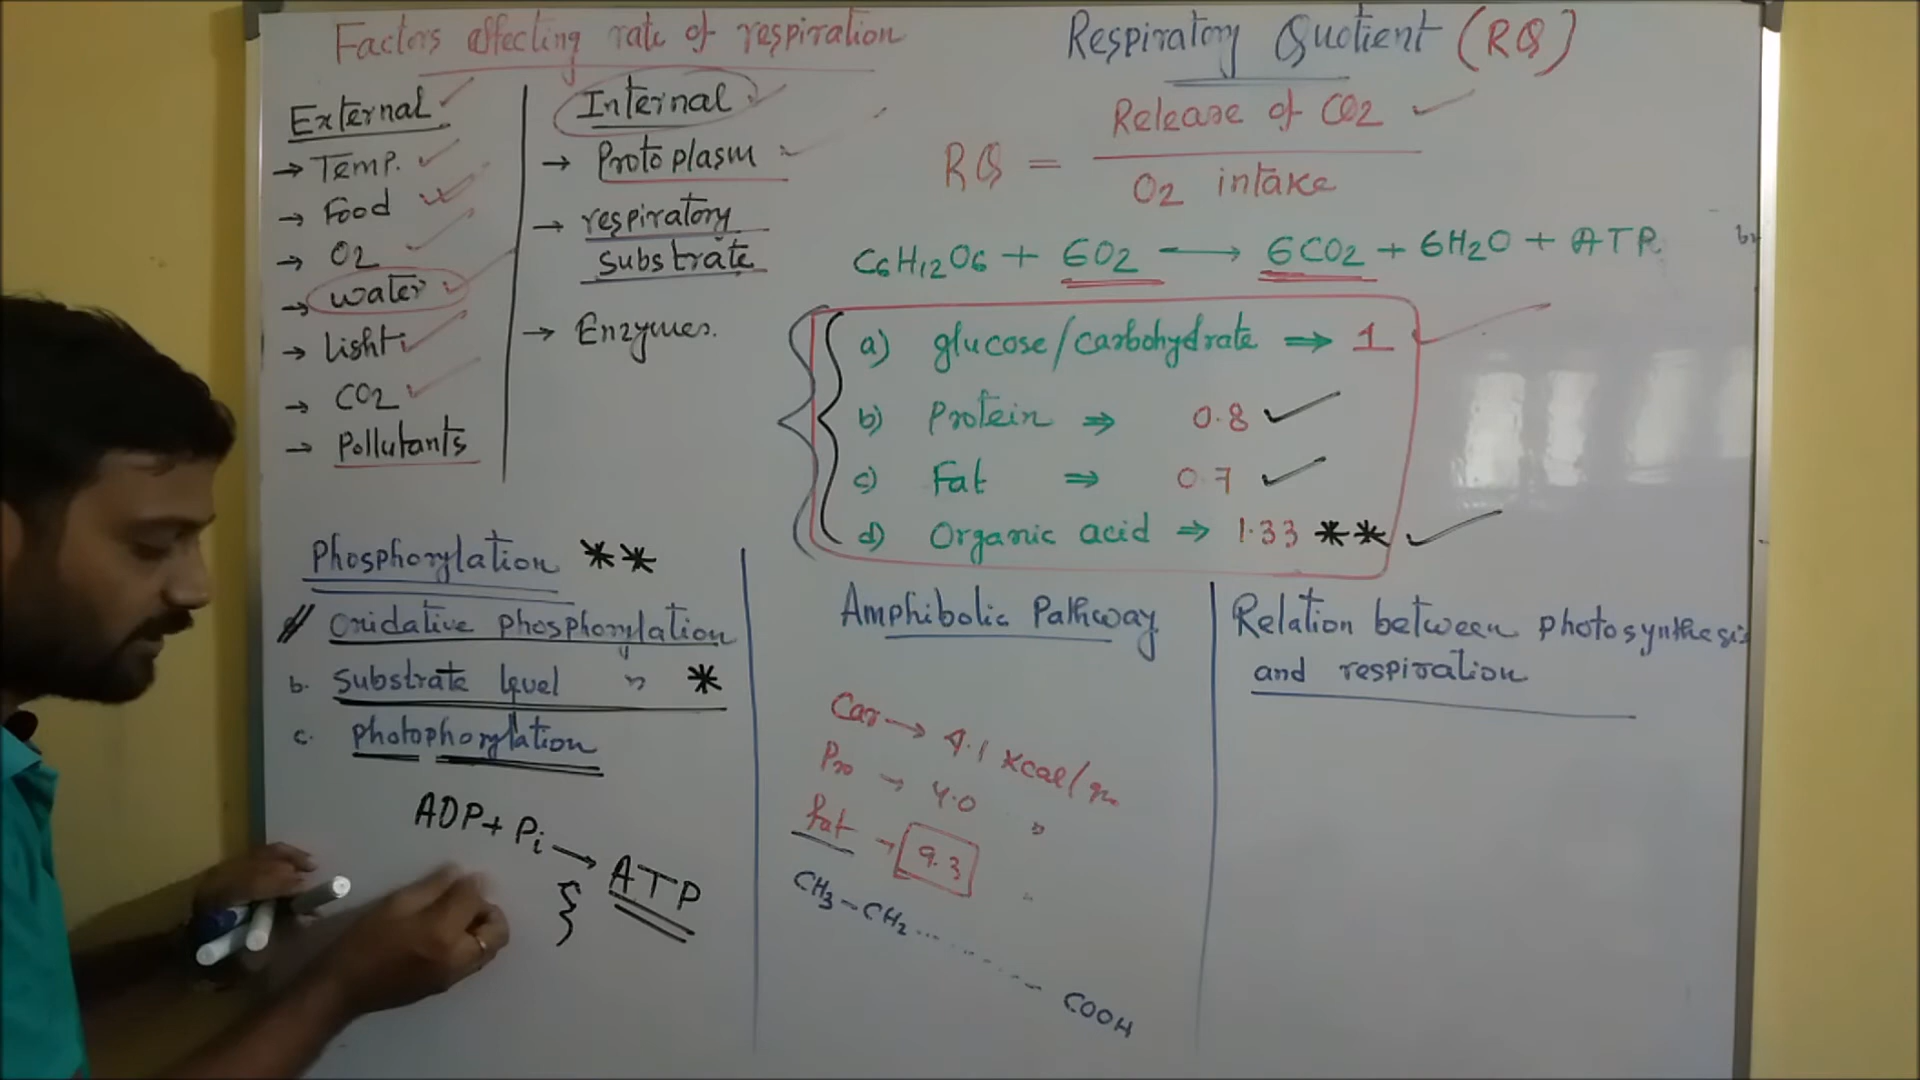 Factors affecting rate of respiration
External
→ Temp.
→ Food
→ O2
→ water
→ Light
→ CO2
→ Pollutants
Internal
→ Protoplasm
→ respiratory
substrate
→ Enzymes.
Respiratory Quotient (RQ)
RQ = Release of CO2
O2 intake
C6H12O6 + 6O2 → 6CO2 + 6H2O + ATP
a) glucose/carbohydrate ⇒ 1
b) Protein ⇒ 0.8
c) Fat ⇒ 0.7
d) Organic acid ⇒ 1.33 **
Phosphorylation **
Oxidative phosphorylation
b. Substrate level " *
c. photophorylation
ADP + Pi → ATP
Amphibolic Pathway
Car → 4.1 Kcal/gm
Pro → 4.0 "
fat → 9.3 "
CH3-CH2 ........ COOH
Relation between photosynthesis
and respiration